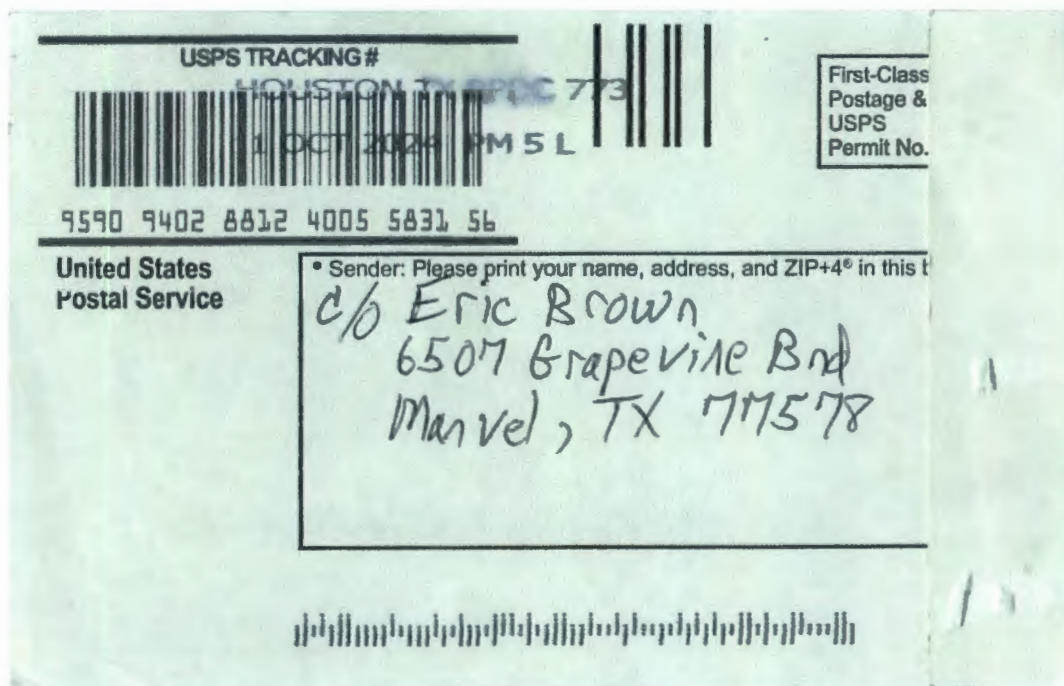 USPS TRACKING #
HOUSTON TX RPDC 773
1 OCT 2024 PM 5 L
9590 9402 8812 4005 5831 56
First-Class
Postage &
USPS
Permit No.
United States
Postal Service
• Sender: Please print your name, address, and ZIP+4® in this b
c/o Eric Brown
6507 Grapevine Bnd
Manvel, TX 77578